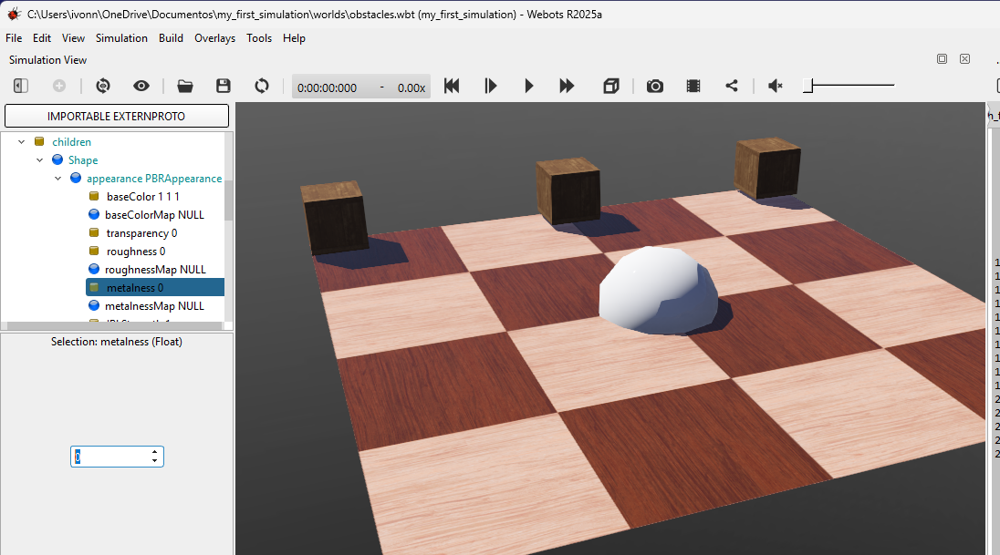 C:\Users\ivonn\OneDrive\Documentos\my_first_simulation\worlds\obstacles.wbt (my_first_simulation) - Webots R2025a
File Edit View Simulation Build Overlays Tools Help
Simulation View
0:00:00:000 - 0.00x
IMPORTABLE EXTERNPROTO
children
Shape
appearance PBRAppearance
baseColor 1 1 1
baseColorMap NULL
transparency 0
roughness 0
roughnessMap NULL
metalness 0
metalnessMap NULL
Selection: metalness (Float)
0